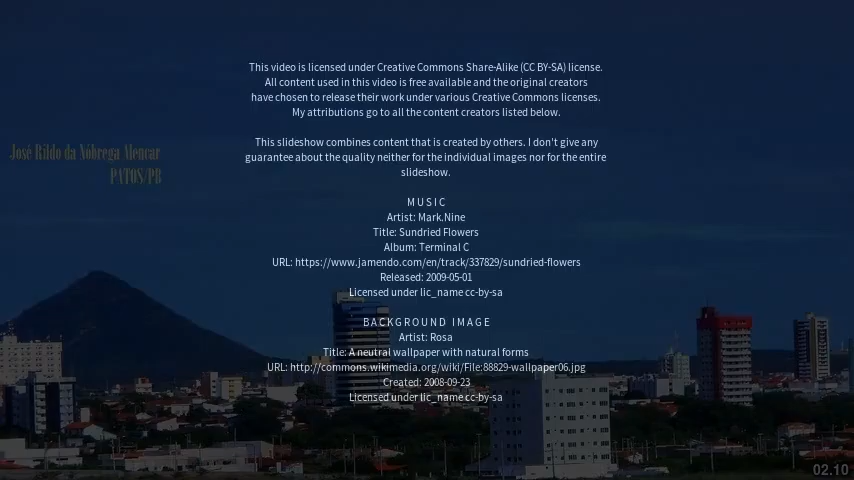 This video is licensed under Creative Commons Share-Alike (CC BY-SA) license.
All content used in this video is free available and the original creators
have chosen to release their work under various Creative Commons licenses.
My attributions go to all the content creators listed below.
This slideshow combines content that is created by others. I don't give any
guarantee about the quality neither for the individual images nor for the entire
slideshow.
José Rildo da Nóbrega Alencar
PATOS/PB
MUSIC
Artist: Mark.Nine
Title: Sundried Flowers
Album: Terminal C
URL: https://www.jamendo.com/en/track/337829/sundried-flowers
Released: 2009-05-01
Licensed under lic_name cc-by-sa
BACKGROUND IMAGE
Artist: Rosa
Title: A neutral wallpaper with natural forms
URL: http://commons.wikimedia.org/wiki/File:88829-wallpaper06.jpg
Created: 2008-09-23
Licensed under lic_name cc-by-sa
02.10